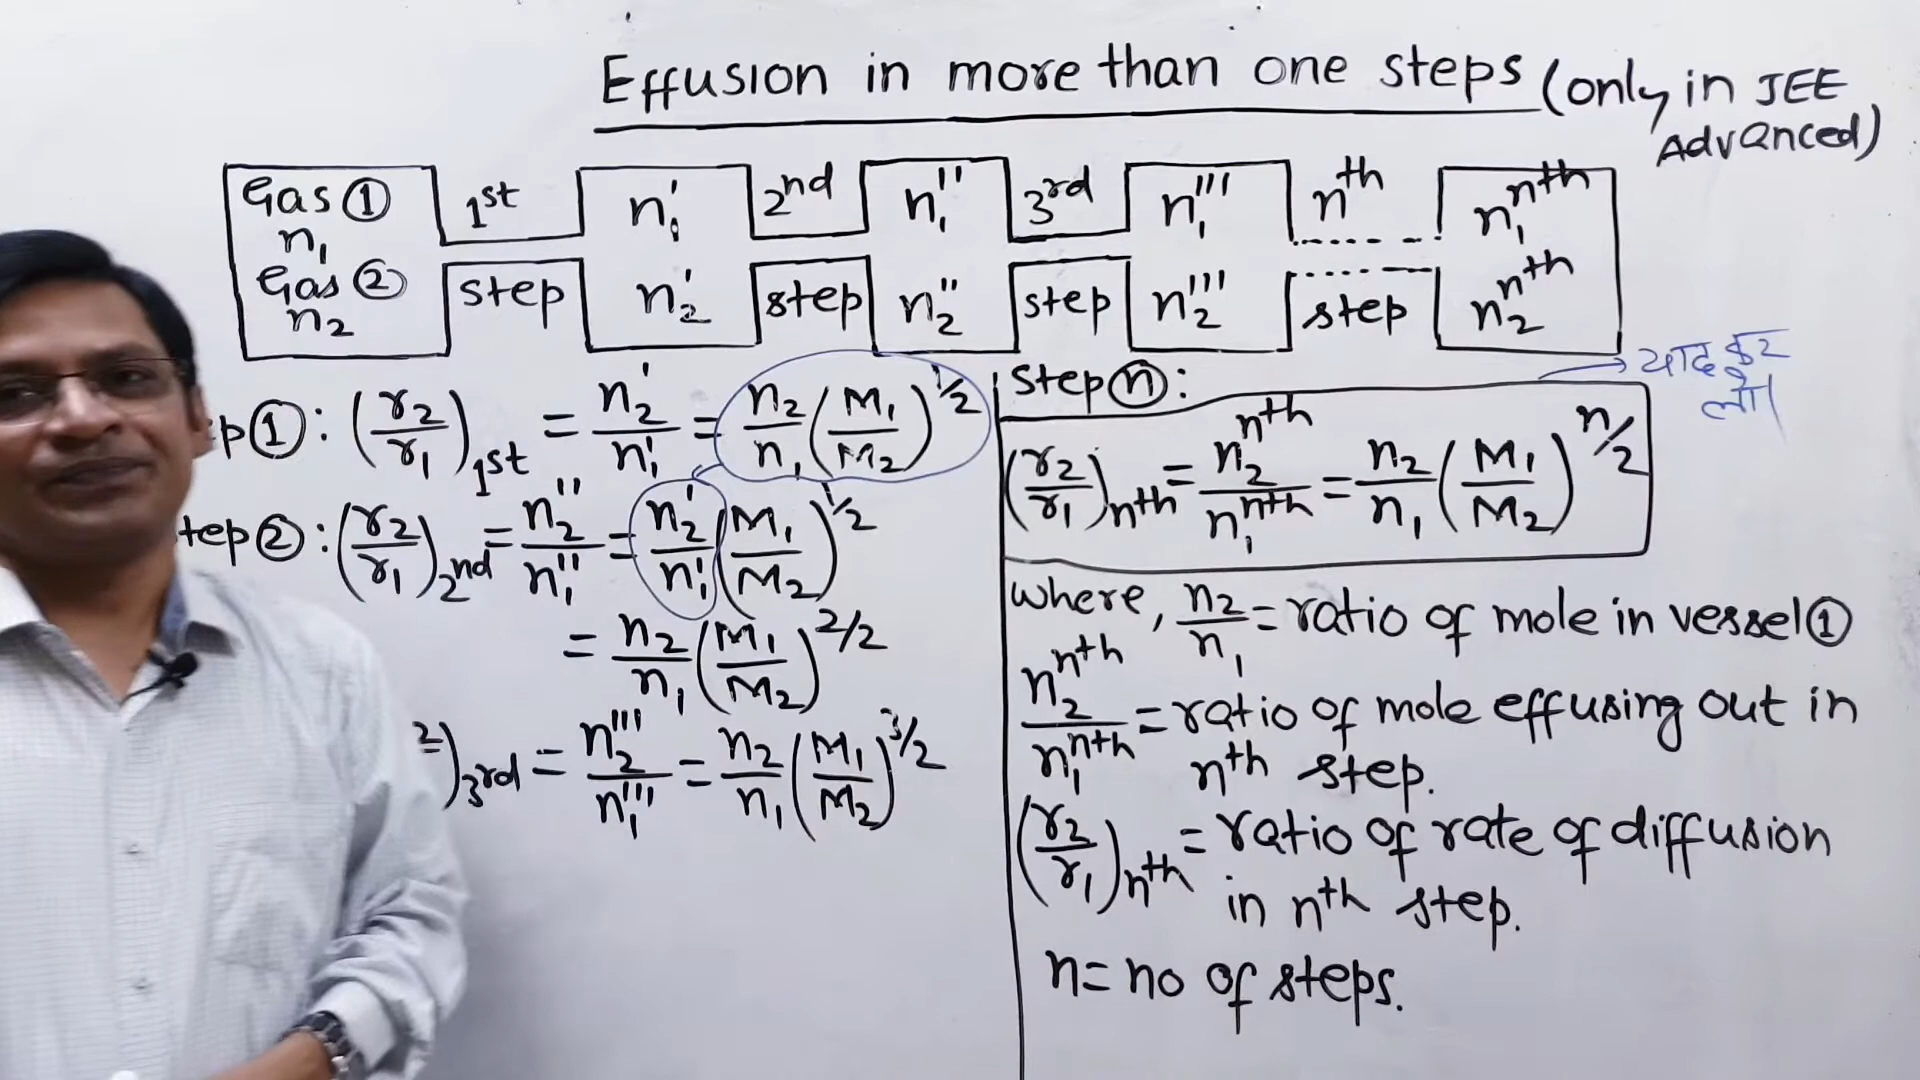 Effusion in more than one steps (only in JEE Advanced)
Gas ① 1st n₁' 2nd n₁'' 3rd n₁''' nth n₁ⁿᵗʰ
n₁
Gas ② step n₂' step n₂'' step n₂''' step n₂ⁿᵗʰ
n₂
p ① : (r₂/r₁)1st = n₂'/n₁' = n₂/n₁ (M₁/M₂)^1/2
tep ② : (r₂/r₁)2nd = n₂''/n₁'' = n₂'/n₁' (M₁/M₂)^1/2
= n₂/n₁ (M₁/M₂)^2/2
2)3rd = n₂'''/n₁''' = n₂/n₁ (M₁/M₂)^3/2
Step ⓝ :
→ याद कर लो।
(r₂/r₁)nth = n₂ⁿᵗʰ/n₁ⁿᵗʰ = n₂/n₁ (M₁/M₂)^n/2
where, n₂/n₁ = ratio of mole in vessel ①
n₂ⁿᵗʰ/n₁ⁿᵗʰ = ratio of mole effusing out in
nth step.
(r₂/r₁)nth = ratio of rate of diffusion
in nth step.
n = no of steps.